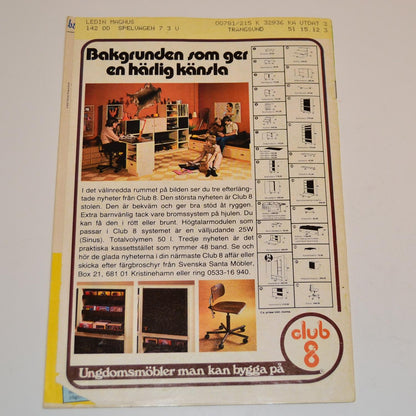 LEDIN MAGNUS
142 00 SPELVÄGEN 7 3 U
00791/215 K 32936 KA UTDAT 3
TRÅNGSUND 51 15.12 3
Bakgrunden som ger
en härlig känsla
I det välinredda rummet på bilden ser du tre efterläng-
tade nyheter från Club 8. Den största nyheten är Club 8
stolen. Den är bekväm och ger bra stöd åt ryggen.
Extra barnvänlig tack vare bromssystem på hjulen. Du
kan få den i rött eller brunt. Högtalarmodulen som
passar i Club 8 systemet är en välljudande 25W
(Sinus). Totalvolymen 50 l. Tredje nyheten är det
praktiska kassettstället som rymmer 48 band. Se och
hör de glada nyheterna i din närmaste Club 8 affär eller
skicka efter färgbroschyr från Svenska Santa Möbler,
Box 21, 681 01 Kristinehamn eller ring 0533-16 940.
club
8
Ungdomsmöbler man kan bygga på